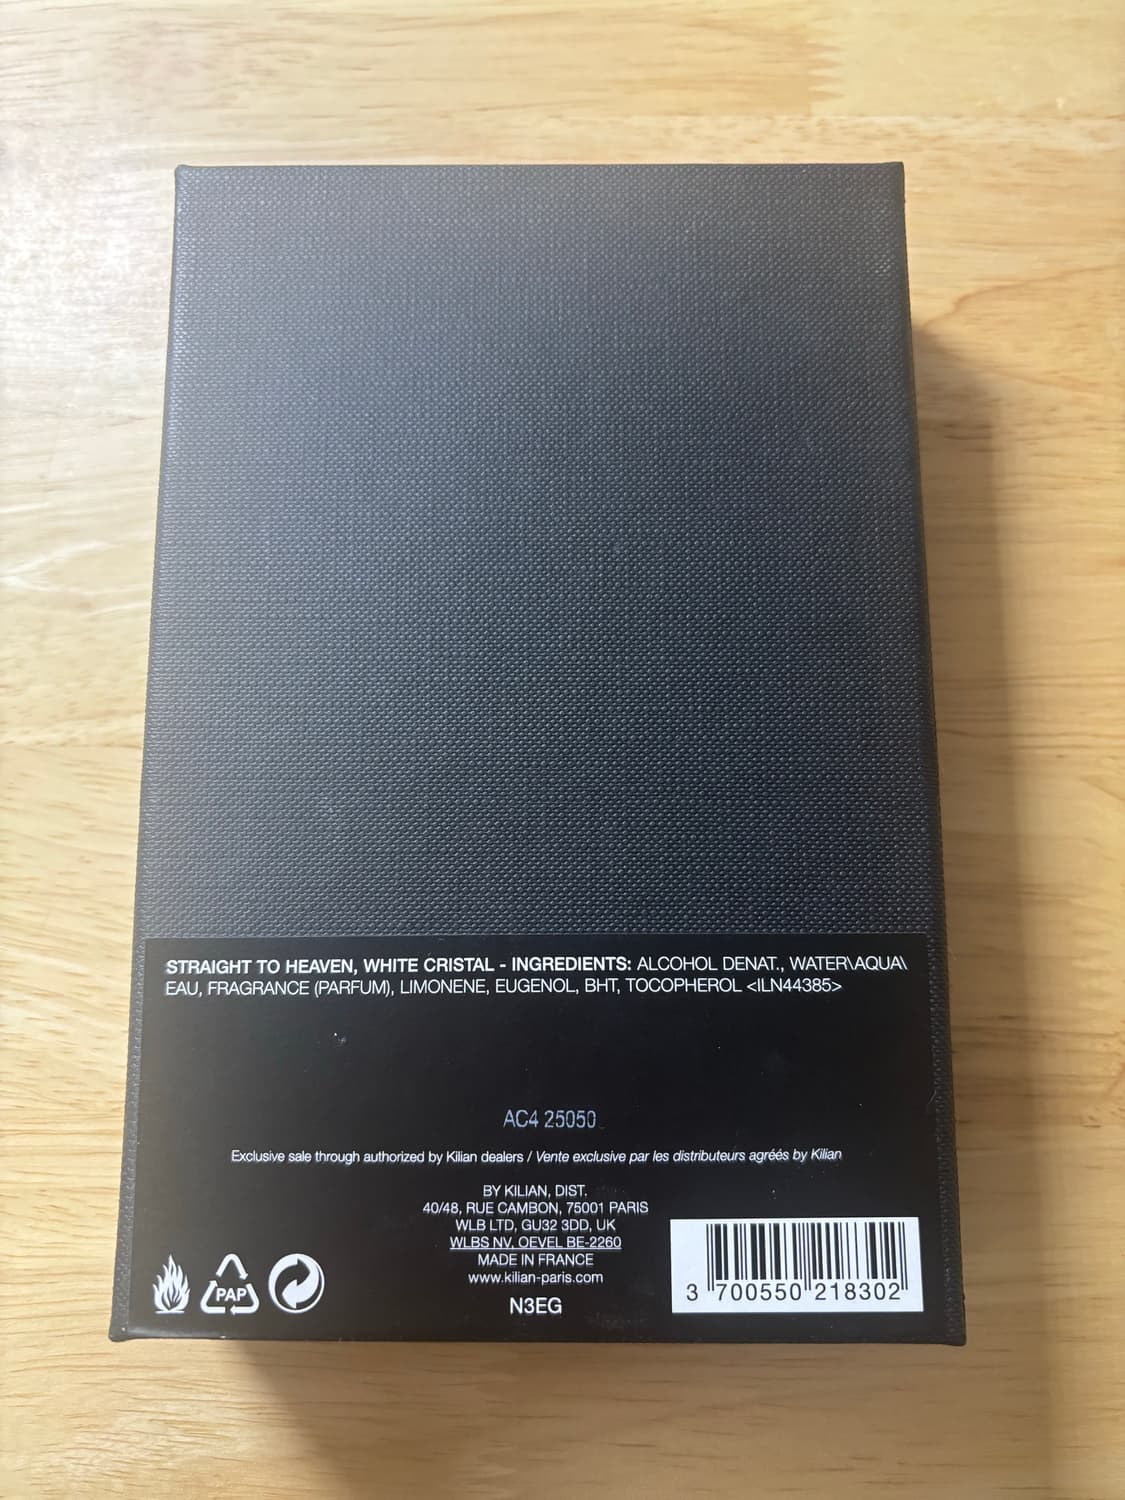 STRAIGHT TO HEAVEN, WHITE CRISTAL - INGREDIENTS: ALCOHOL DENAT., WATER\AQUA\
EAU, FRAGRANCE (PARFUM), LIMONENE, EUGENOL, BHT, TOCOPHEROL <ILN44385>
AC4 25050
Exclusive sale through authorized by Kilian dealers / Vente exclusive par les distributeurs agréés by Kilian
BY KILIAN, DIST.
40/48, RUE CAMBON, 75001 PARIS
WLB LTD, GU32 3DD, UK
WLBS NV, OEVEL BE-2260
MADE IN FRANCE
www.kilian-paris.com
N3EG
PAP
3 700550 218302